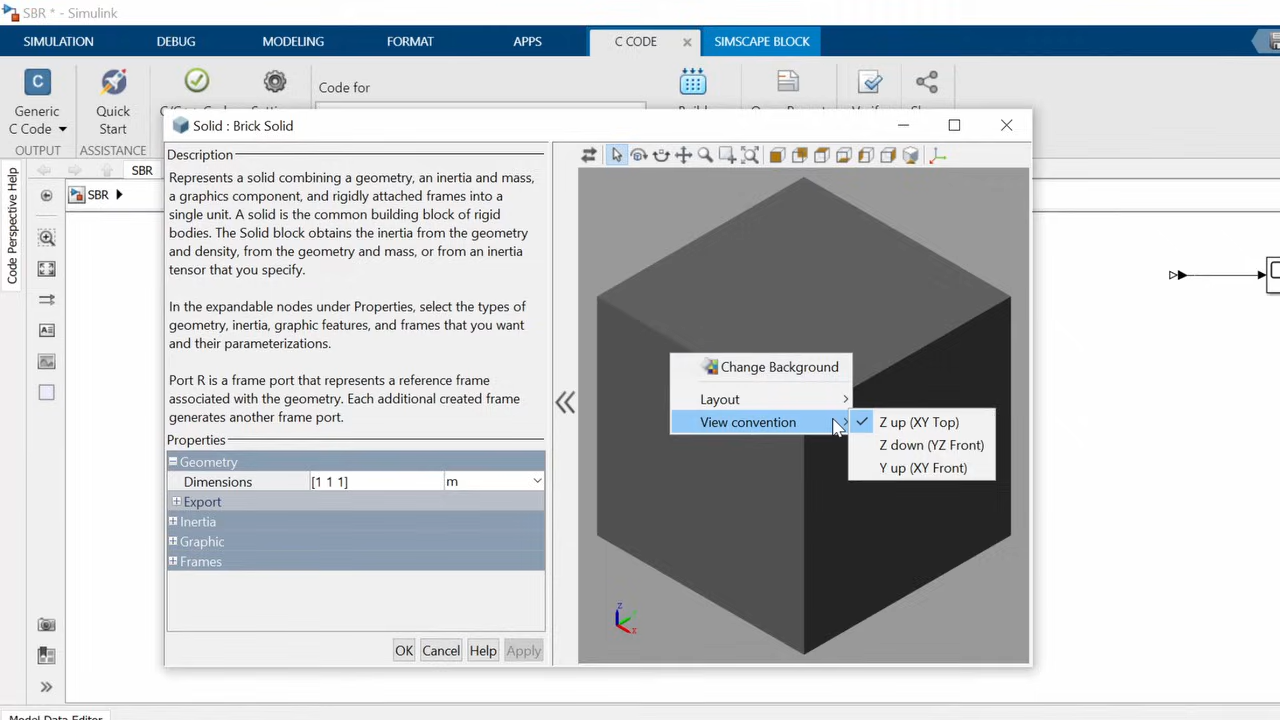 SBR * - Simulink
SIMULATION DEBUG MODELING FORMAT APPS C CODE SIMSCAPE BLOCK
Generic
C Code
Quick
Start
Code for
OUTPUT ASSISTANCE
Solid : Brick Solid
Code Perspective Help
SBR
SBR
Description
Represents a solid combining a geometry, an inertia and mass,
a graphics component, and rigidly attached frames into a
single unit. A solid is the common building block of rigid
bodies. The Solid block obtains the inertia from the geometry
and density, from the geometry and mass, or from an inertia
tensor that you specify.
In the expandable nodes under Properties, select the types of
geometry, inertia, graphic features, and frames that you want
and their parameterizations.
Port R is a frame port that represents a reference frame
associated with the geometry. Each additional created frame
generates another frame port.
Properties
Geometry
Dimensions [1 1 1] m
Export
Inertia
Graphic
Frames
OK Cancel Help Apply
Change Background
Layout
View convention
Z up (XY Top)
Z down (YZ Front)
Y up (XY Front)
z
x
Model Data Editor